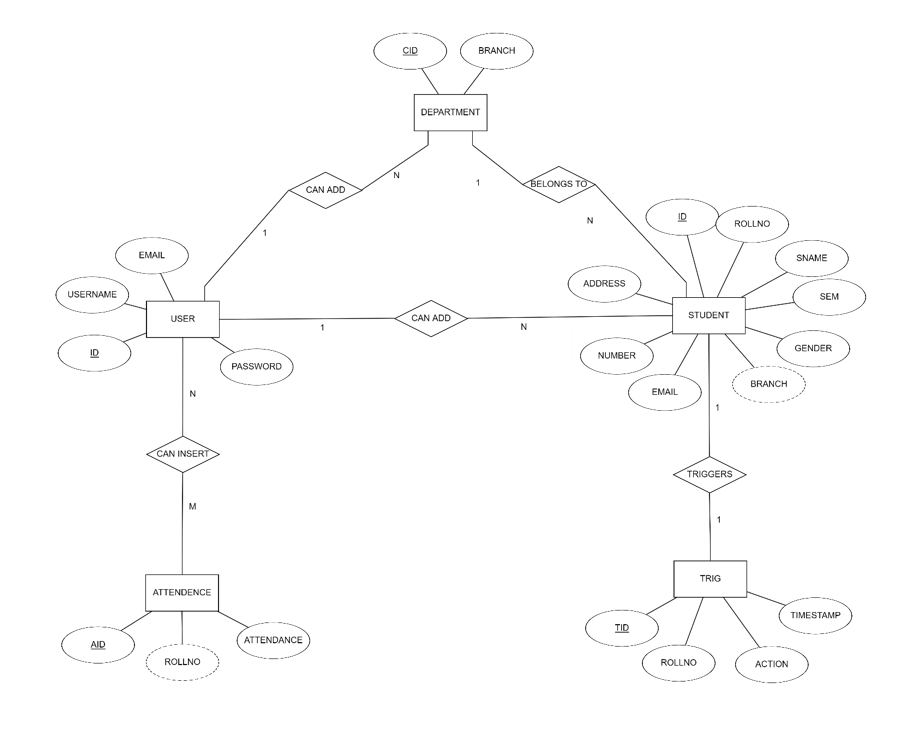 CID
BRANCH
DEPARTMENT
CAN ADD
N
1
BELONGS TO
1
N
ID
ROLLNO
EMAIL
SNAME
USERNAME
ADDRESS
SEM
USER
1
CAN ADD
N
STUDENT
ID
PASSWORD
NUMBER
GENDER
EMAIL
BRANCH
N
1
CAN INSERT
TRIGGERS
M
1
ATTENDENCE
TRIG
AID
ROLLNO
ATTENDANCE
TID
ROLLNO
ACTION
TIMESTAMP